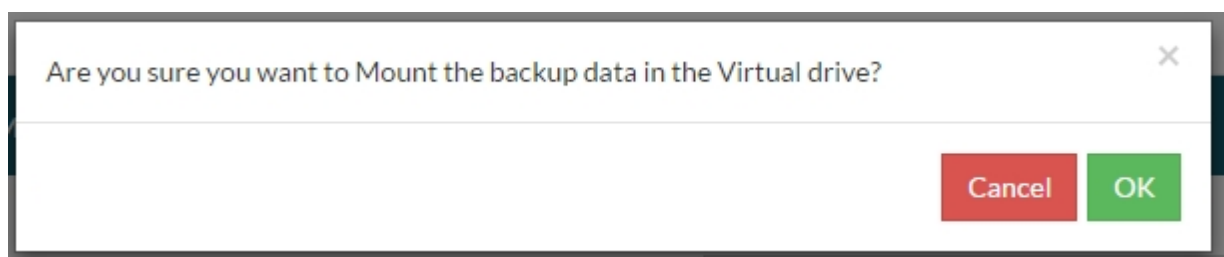 Are you sure you want to Mount the backup data in the Virtual drive?
×
Cancel
OK